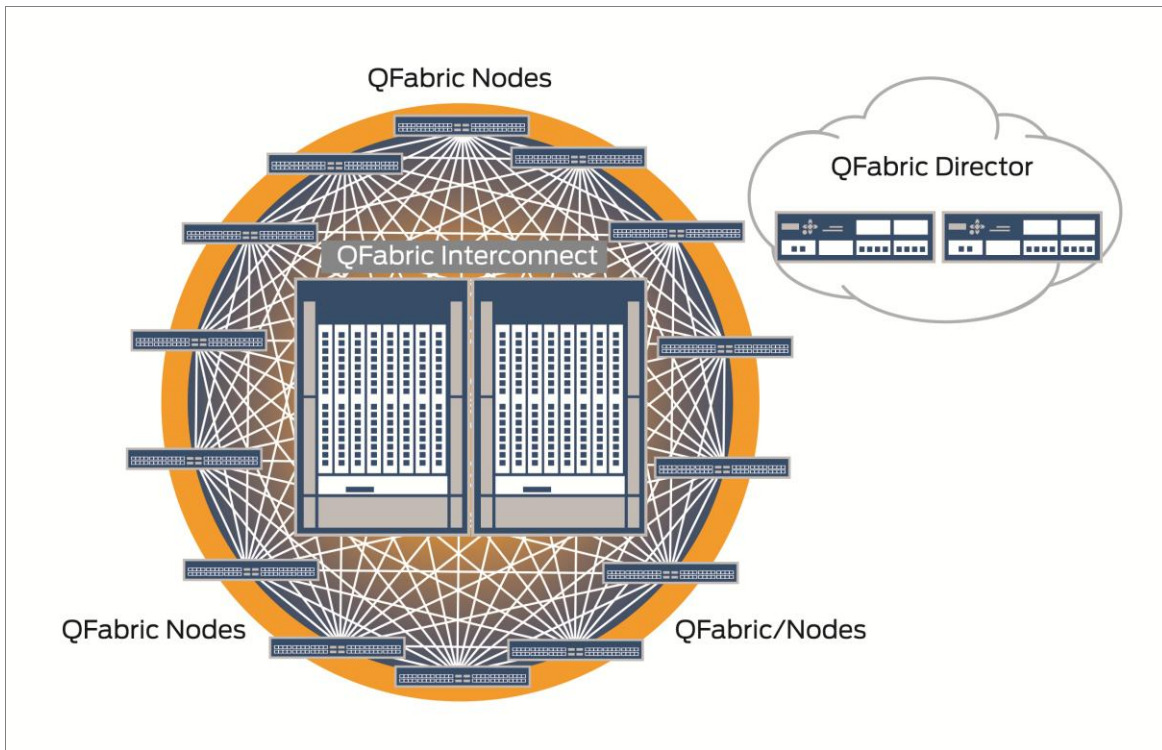 QFabric Nodes
QFabric Director
QFabric Interconnect
QFabric Nodes
QFabric/Nodes